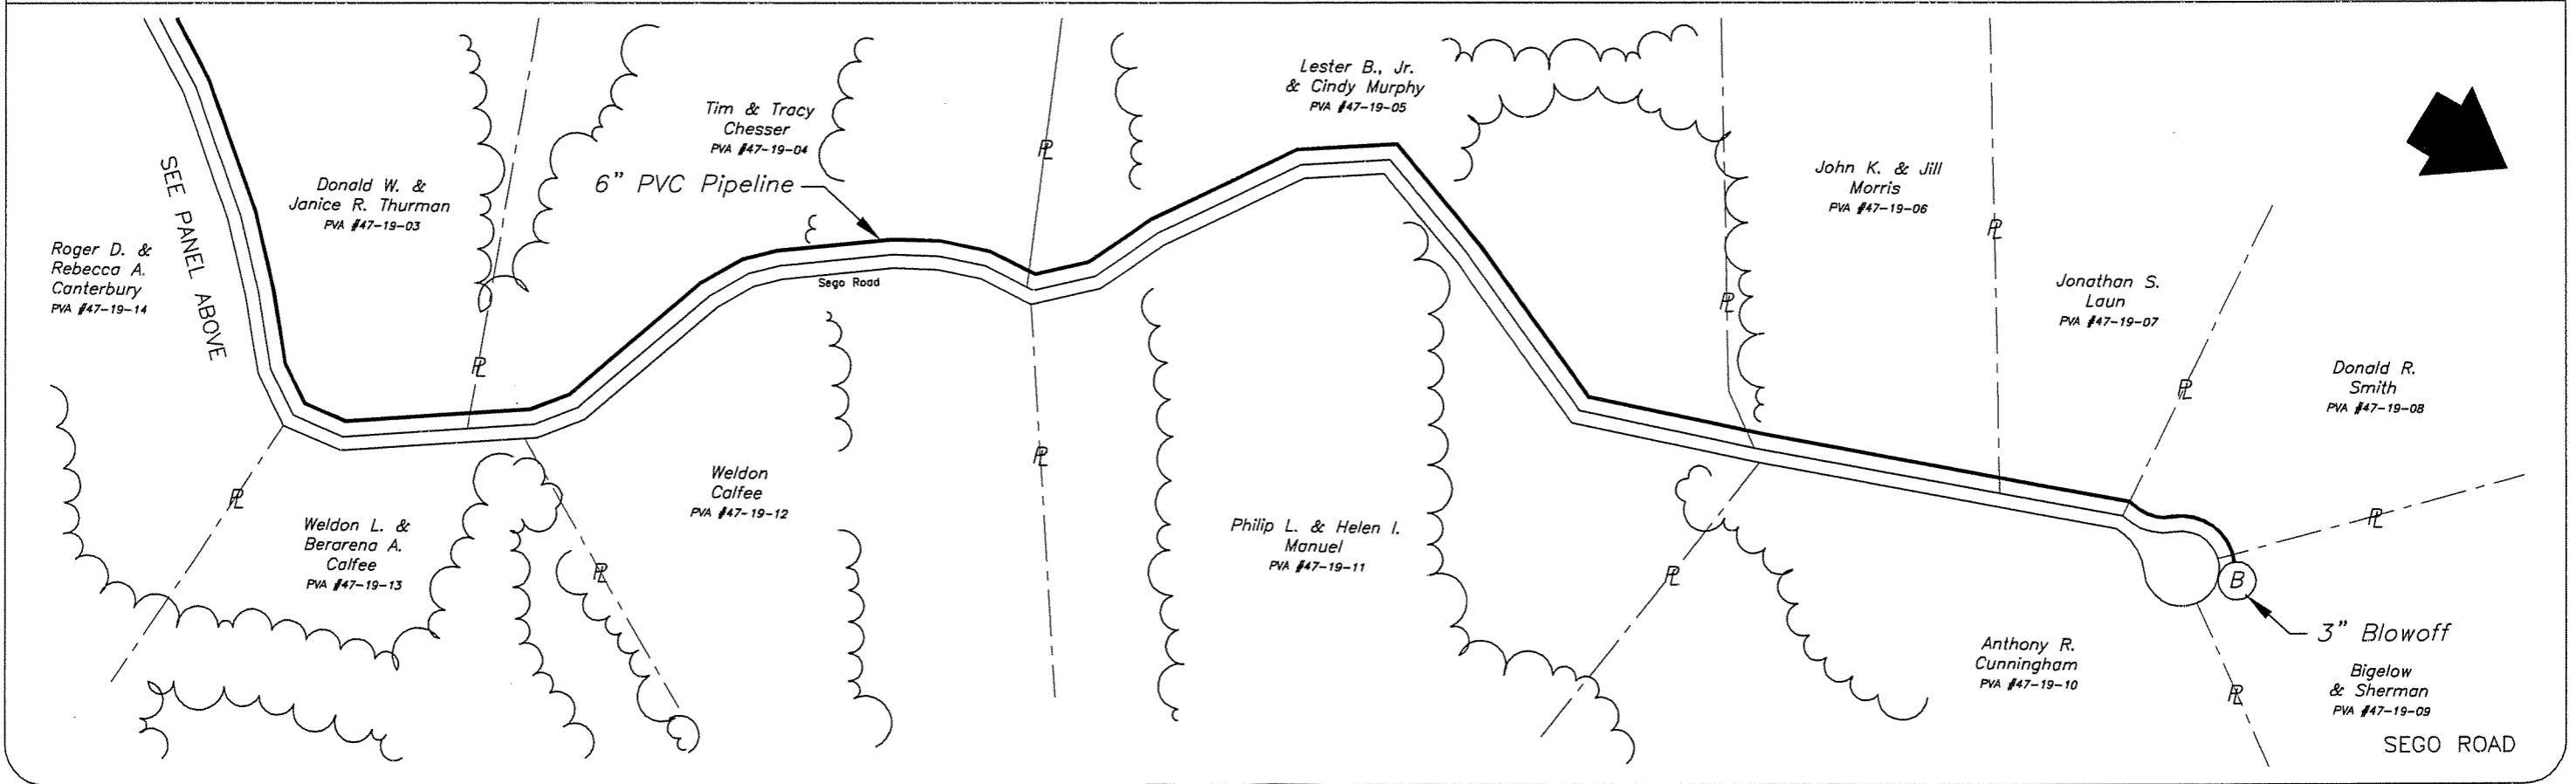 Roger D. &
Rebecca A.
Canterbury
PVA #47-19-14
SEE PANEL ABOVE
Donald W. &
Janice R. Thurman
PVA #47-19-03
PL
Tim & Tracy
Chesser
PVA #47-19-04
6" PVC Pipeline
Sego Road
PL
Lester B., Jr.
& Cindy Murphy
PVA #47-19-05
PL
John K. & Jill
Morris
PVA #47-19-06
PL
Jonathan S.
Laun
PVA #47-19-07
PL
Donald R.
Smith
PVA #47-19-08
PL
PL
Weldon L. &
Berarena A.
Calfee
PVA #47-19-13
PL
Weldon
Calfee
PVA #47-19-12
PL
Philip L. & Helen I.
Manuel
PVA #47-19-11
PL
Anthony R.
Cunningham
PVA #47-19-10
PL
B
3" Blowoff
Bigelow
& Sherman
PVA #47-19-09
SEGO ROAD